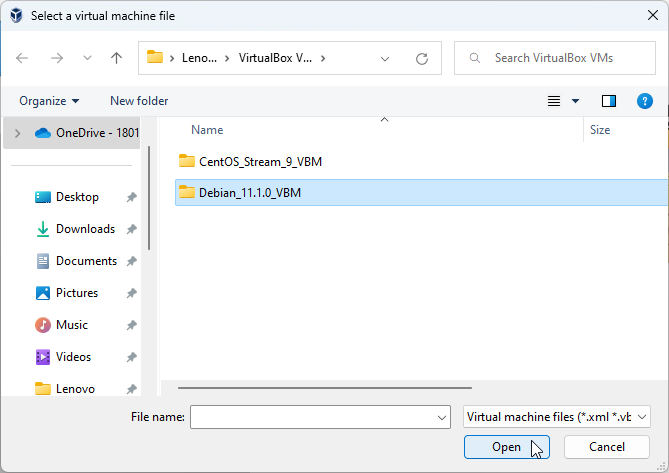 Select a virtual machine file
Leno... VirtualBox V...
Search VirtualBox VMs
Organize New folder
OneDrive - 1801
Name Size
CentOS_Stream_9_VBM
Debian_11.1.0_VBM
Desktop
Downloads
Documents
Pictures
Music
Videos
Lenovo
File name:
Virtual machine files (*.xml *.vb
Open Cancel